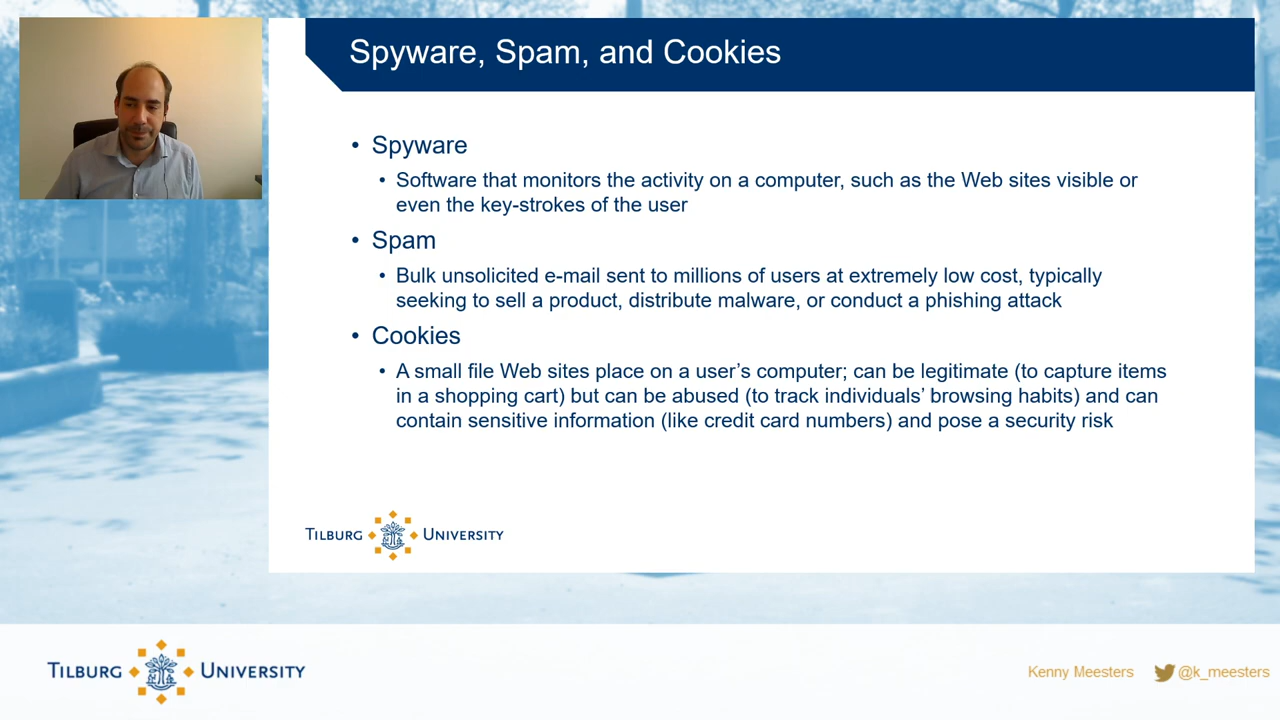 Spyware, Spam, and Cookies
• Spyware
• Software that monitors the activity on a computer, such as the Web sites visible or
even the key-strokes of the user
• Spam
• Bulk unsolicited e-mail sent to millions of users at extremely low cost, typically
seeking to sell a product, distribute malware, or conduct a phishing attack
• Cookies
• A small file Web sites place on a user’s computer; can be legitimate (to capture items
in a shopping cart) but can be abused (to track individuals’ browsing habits) and can
contain sensitive information (like credit card numbers) and pose a security risk
TILBURG UNIVERSITY
TILBURG UNIVERSITY
Kenny Meesters @k_meesters